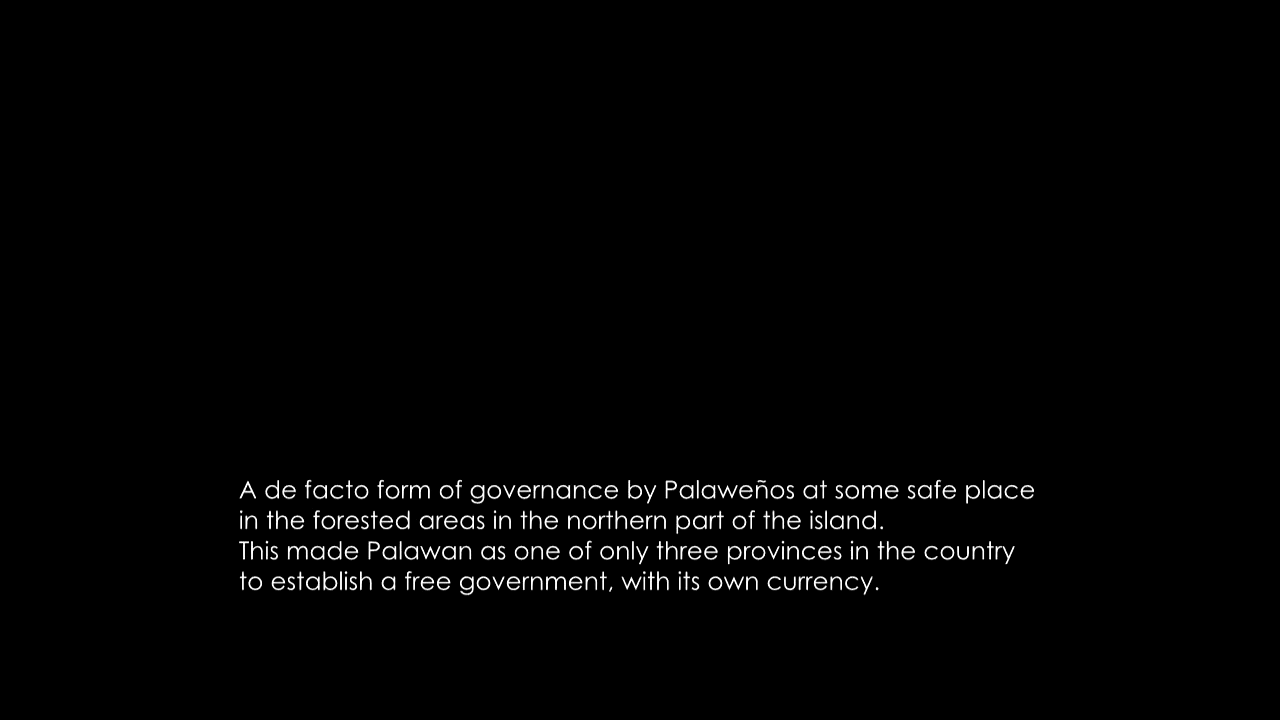 A de facto form of governance by Palaweños at some safe place
in the forested areas in the northern part of the island.
This made Palawan as one of only three provinces in the country
to establish a free government, with its own currency.